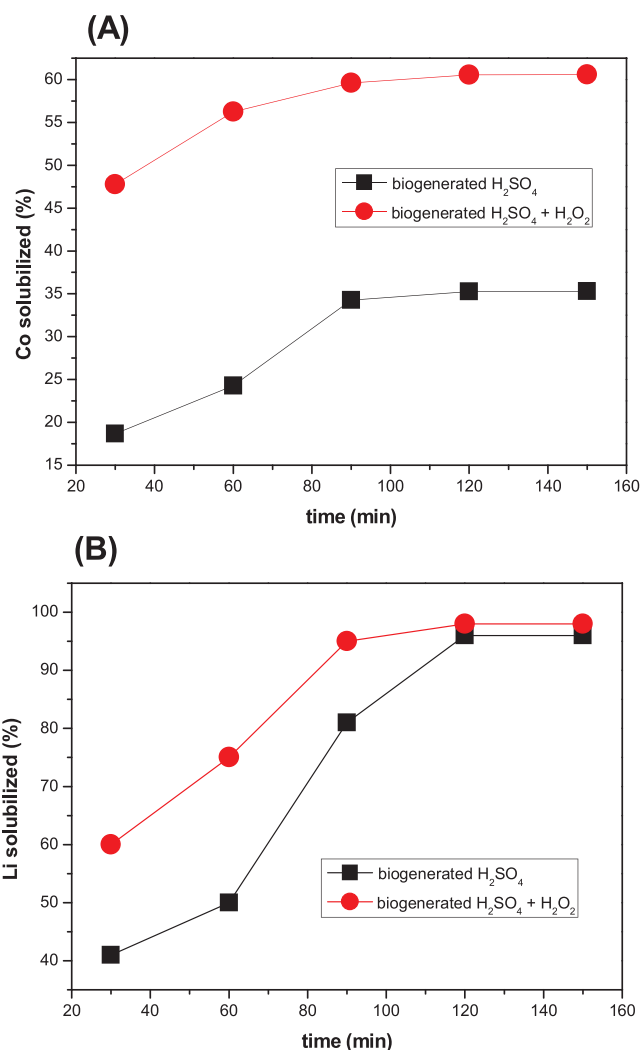 (A)
60
55
50
45
40
35
30
25
20
15
Co solubilized (%)
biogenerated H₂SO₄
biogenerated H₂SO₄ + H₂O₂
20 40 60 80 100 120 140 160
time (min)
(B)
100
90
80
70
60
50
40
Li solubilized (%)
biogenerated H₂SO₄
biogenerated H₂SO₄ + H₂O₂
20 40 60 80 100 120 140 160
time (min)